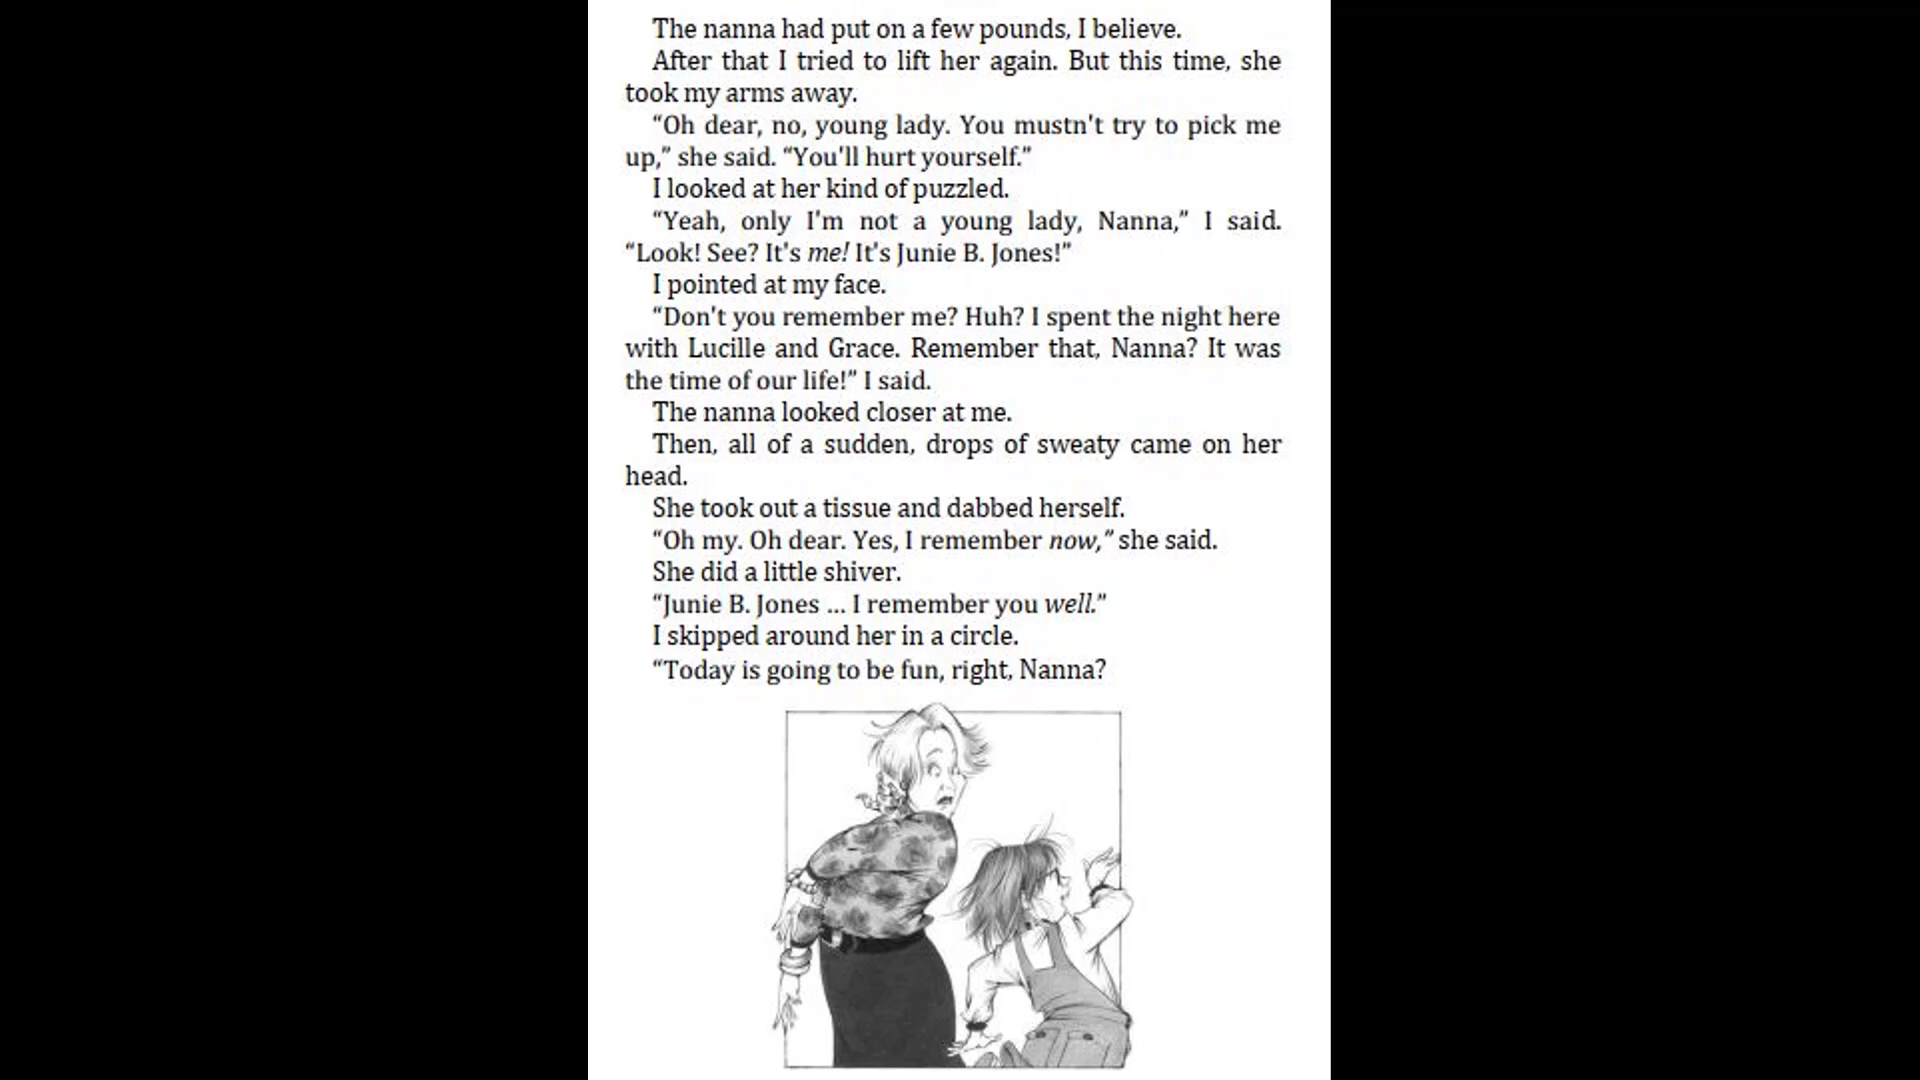 The nanna had put on a few pounds, I believe.
After that I tried to lift her again. But this time, she
took my arms away.
“Oh dear, no, young lady. You mustn't try to pick me
up,” she said. “You'll hurt yourself.”
I looked at her kind of puzzled.
“Yeah, only I'm not a young lady, Nanna,” I said.
“Look! See? It's me! It's Junie B. Jones!”
I pointed at my face.
“Don't you remember me? Huh? I spent the night here
with Lucille and Grace. Remember that, Nanna? It was
the time of our life!” I said.
The nanna looked closer at me.
Then, all of a sudden, drops of sweaty came on her
head.
She took out a tissue and dabbed herself.
“Oh my. Oh dear. Yes, I remember now,” she said.
She did a little shiver.
“Junie B. Jones ... I remember you well.”
I skipped around her in a circle.
“Today is going to be fun, right, Nanna?